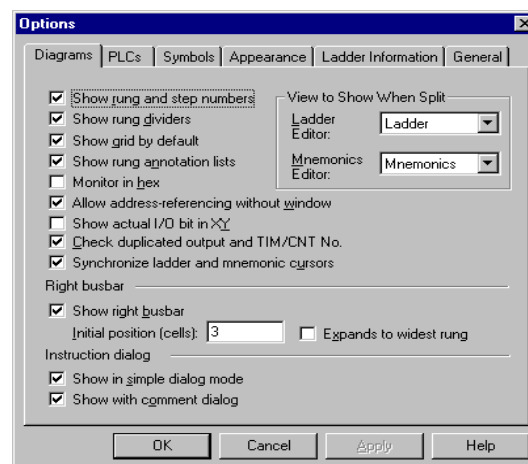 Options
Diagrams PLCs Symbols Appearance Ladder Information General
Show rung and step numbers
Show rung dividers
Show grid by default
Show rung annotation lists
Monitor in hex
Allow address-referencing without window
Show actual I/O bit in XY
Check duplicated output and TIM/CNT No.
Synchronize ladder and mnemonic cursors
View to Show When Split
Ladder
Editor:
Ladder
Mnemonics
Editor:
Mnemonics
Right busbar
Show right busbar
Initial position (cells): 3 Expands to widest rung
Instruction dialog
Show in simple dialog mode
Show with comment dialog
OK Cancel Apply Help